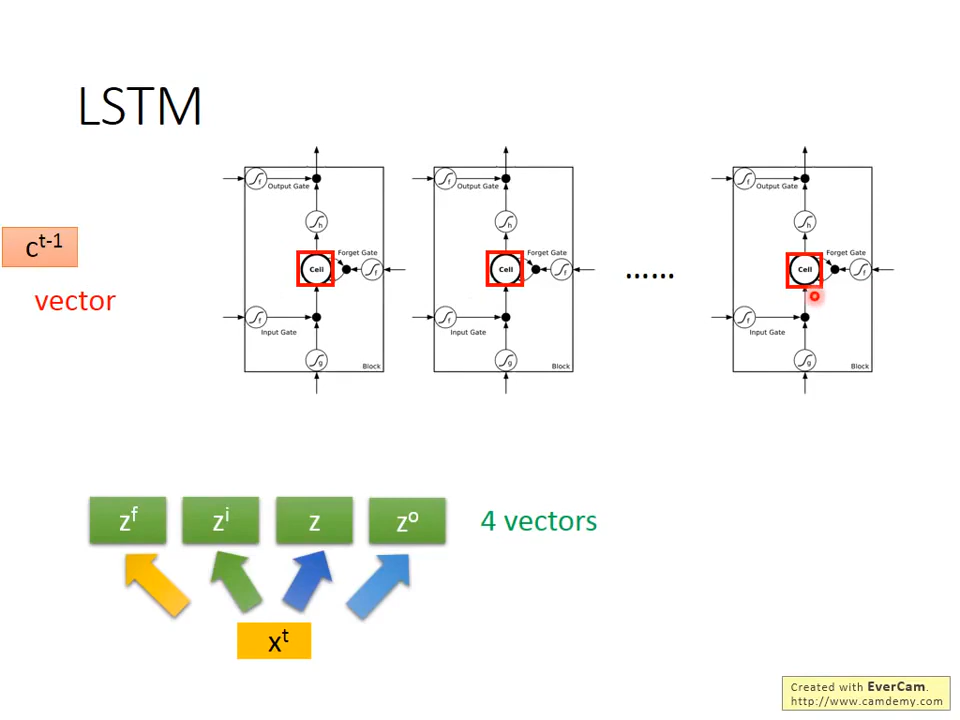 LSTM
Output Gate
h
Forget Gate
Cell
f
Input Gate
g
Block
f
f
Output Gate
h
Forget Gate
Cell
f
Input Gate
g
Block
f
f
......
Output Gate
h
Forget Gate
Cell
f
Input Gate
g
Block
f
f
c^t-1
vector
z^f z^i z z^o 4 vectors
x^t
Created with EverCam.
http://www.camdemy.com